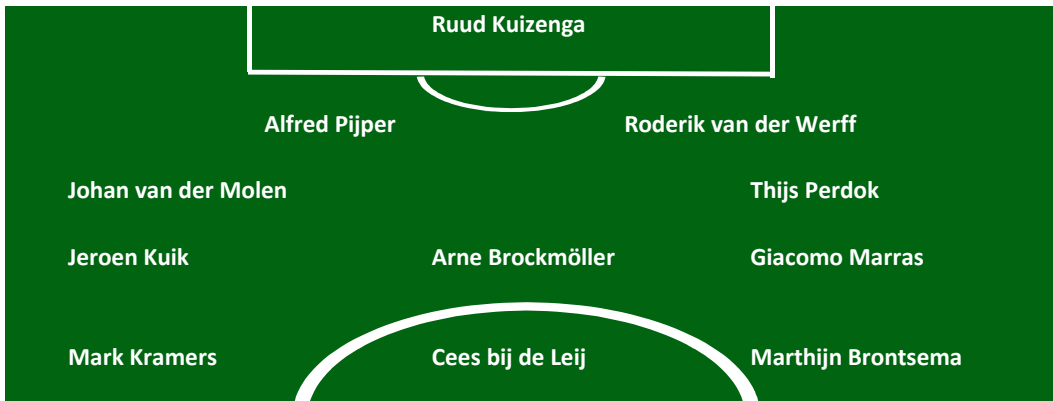 Ruud Kuizenga
Alfred Pijper Roderik van der Werff
Johan van der Molen Thijs Perdok
Jeroen Kuik Arne Brockmöller Giacomo Marras
Mark Kramers Cees bij de Leij Marthijn Brontsema